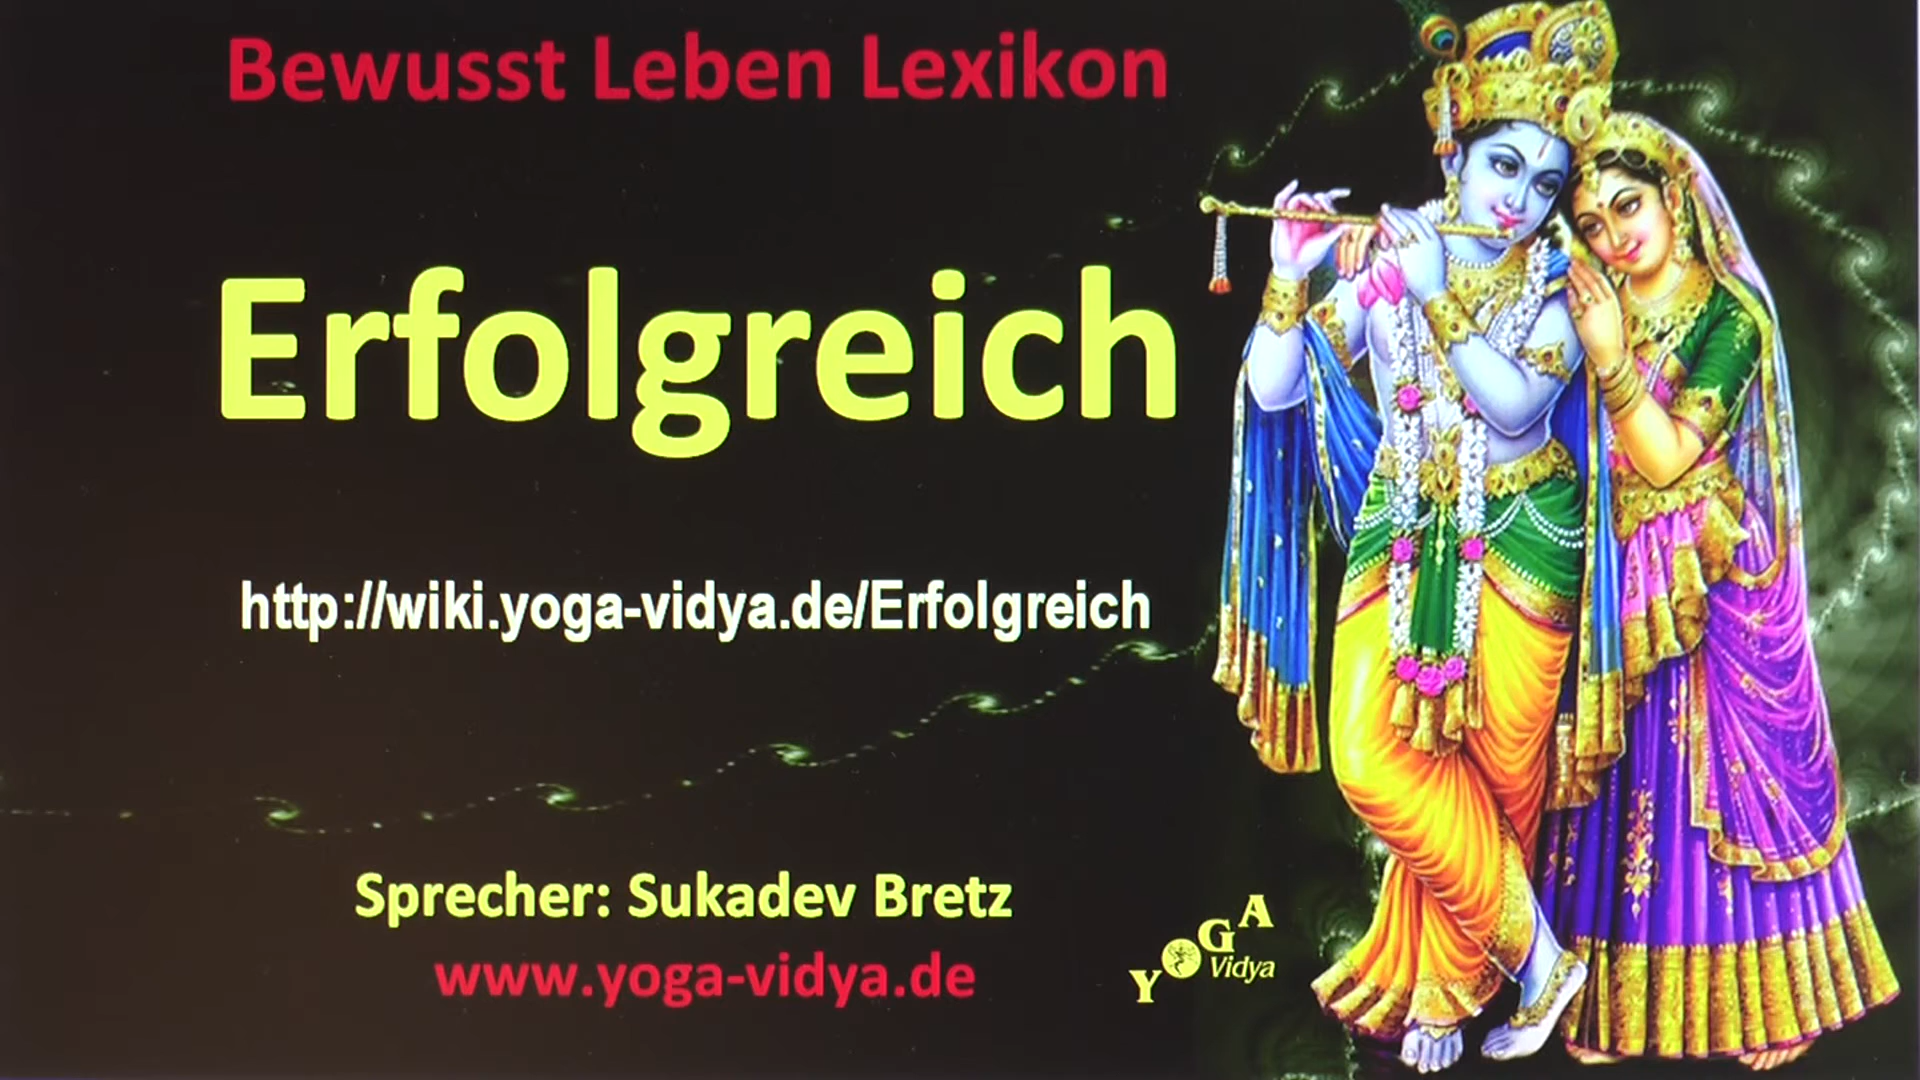 Bewusst Leben Lexikon
Erfolgreich
http://wiki.yoga-vidya.de/Erfolgreich
Sprecher: Sukadev Bretz
www.yoga-vidya.de
YOGA
Vidya